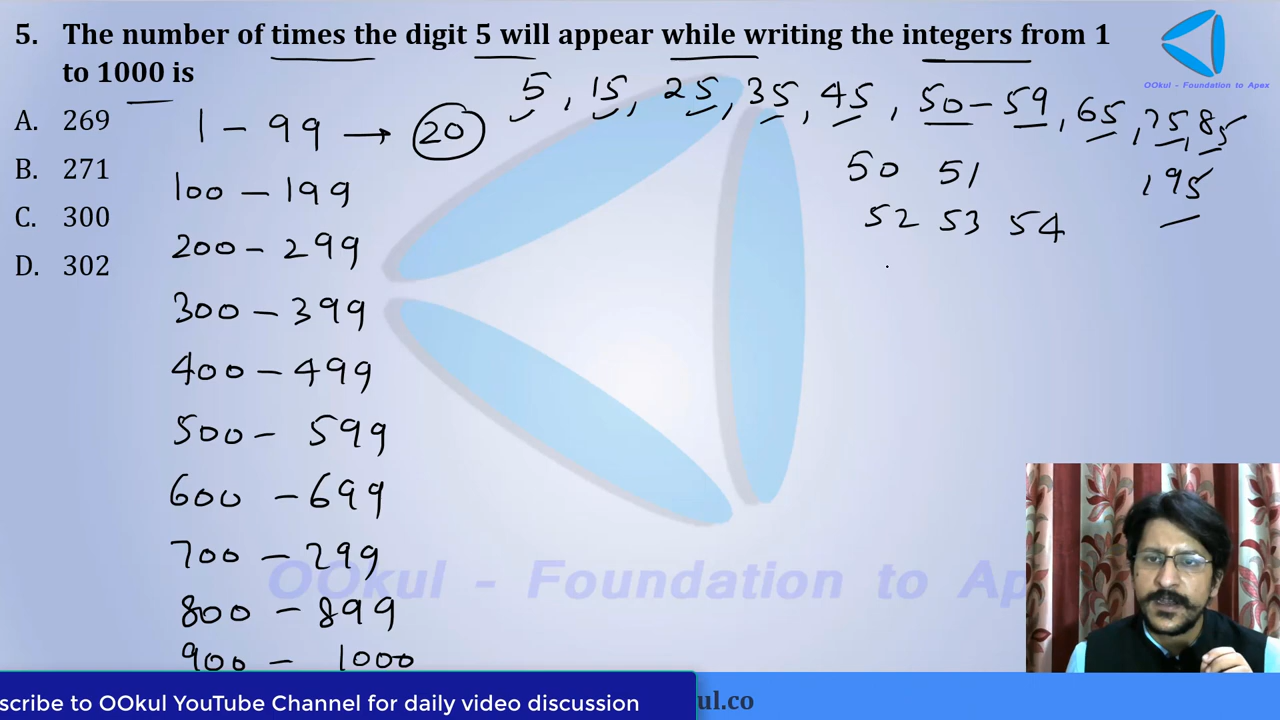 5. The number of times the digit 5 will appear while writing the integers from 1
to 1000 is
A. 269
B. 271
C. 300
D. 302
5, 15, 25, 35, 45, 50 - 59, 65, 75, 85
, 95
50 51
52 53 54
1 - 99 → 20
100 - 199
200 - 299
300 - 399
400 - 499
500 - 599
600 - 699
700 - 799
800 - 899
900 - 1000
OOkul - Foundation to Apex
OOkul - Foundation to Ap
scribe to OOkul YouTube Channel for daily video discussion
ul.co